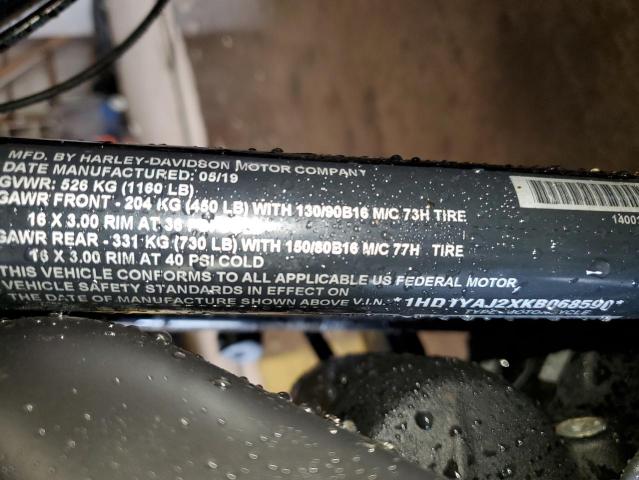 MFD. BY HARLEY-DAVIDSON MOTOR COMPANY
DATE MANUFACTURED: 05/19
GVWR: 526 KG (1160 LB)
GAWR FRONT - 204 KG (450 LB) WITH 130/90B16 M/C 73H TIRE
16 X 3.00 RIM AT 36
1400
GAWR REAR - 331 KG (730 LB) WITH 150/80B16 M/C 77H TIRE
16 X 3.00 RIM AT 40 PSI COLD
THIS VEHICLE CONFORMS TO ALL APPLICABLE US FEDERAL MOTOR
VEHICLE SAFETY STANDARDS IN EFFECT ON
THE DATE OF MANUFACTURE SHOWN ABOVE V.I.N. *1HD1YAJ2XKB068590*
TYPE: MOTORCYCLE